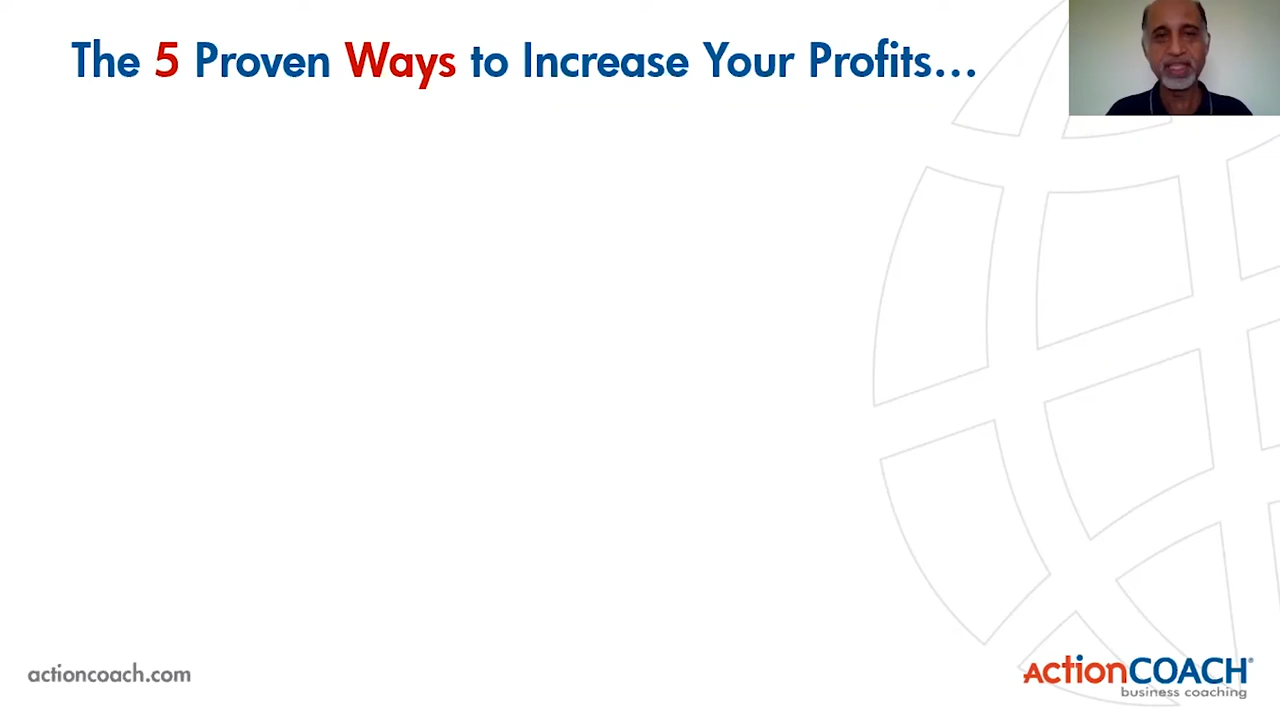 The 5 Proven Ways to Increase Your Profits...
actioncoach.com
actionCOACH®
business coaching